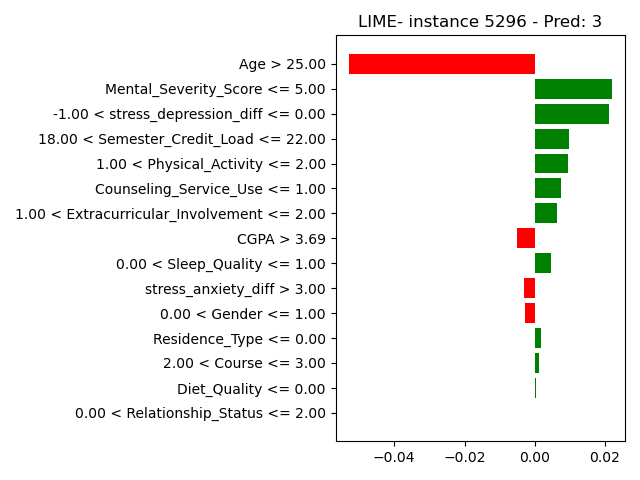 LIME- instance 5296 - Pred: 3
Age > 25.00
Mental_Severity_Score <= 5.00
-1.00 < stress_depression_diff <= 0.00
18.00 < Semester_Credit_Load <= 22.00
1.00 < Physical_Activity <= 2.00
Counseling_Service_Use <= 1.00
1.00 < Extracurricular_Involvement <= 2.00
CGPA > 3.69
0.00 < Sleep_Quality <= 1.00
stress_anxiety_diff > 3.00
0.00 < Gender <= 1.00
Residence_Type <= 0.00
2.00 < Course <= 3.00
Diet_Quality <= 0.00
0.00 < Relationship_Status <= 2.00
−0.04 −0.02 0.00 0.02